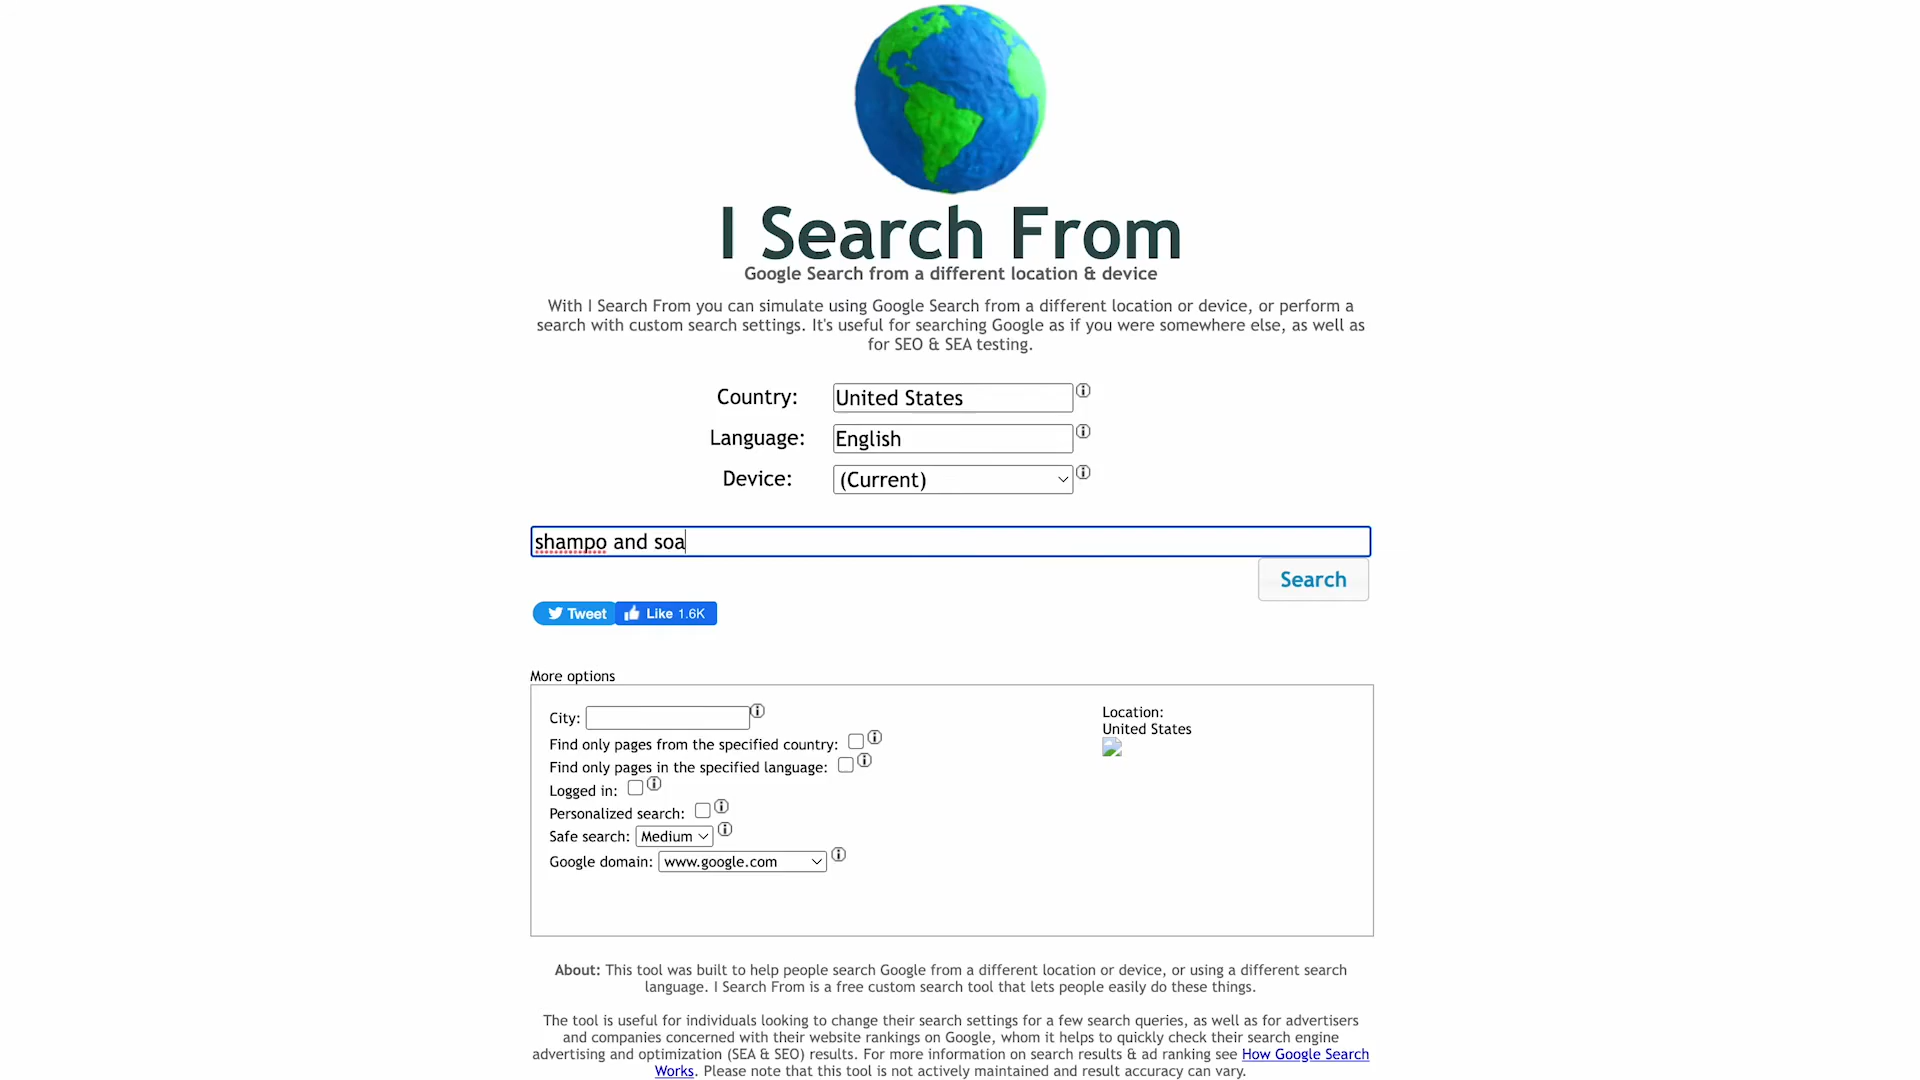 I Search From
Google Search from a different location & device
With I Search From you can simulate using Google Search from a different location or device, or perform a
search with custom search settings. It's useful for searching Google as if you were somewhere else, as well as
for SEO & SEA testing.
Country: United States
Language: English
Device: (Current)
shampo and soa
Search
Tweet Like 1.6K
More options
City:
Find only pages from the specified country:
Find only pages in the specified language:
Logged in:
Personalized search:
Safe search: Medium
Google domain: www.google.com
Location:
United States
About: This tool was built to help people search Google from a different location or device, or using a different search
language. I Search From is a free custom search tool that lets people easily do these things.
The tool is useful for individuals looking to change their search settings for a few search queries, as well as for advertisers
and companies concerned with their website rankings on Google, whom it helps to quickly check their search engine
advertising and optimization (SEA & SEO) results. For more information on search results & ad ranking see How Google Search
Works. Please note that this tool is not actively maintained and result accuracy can vary.